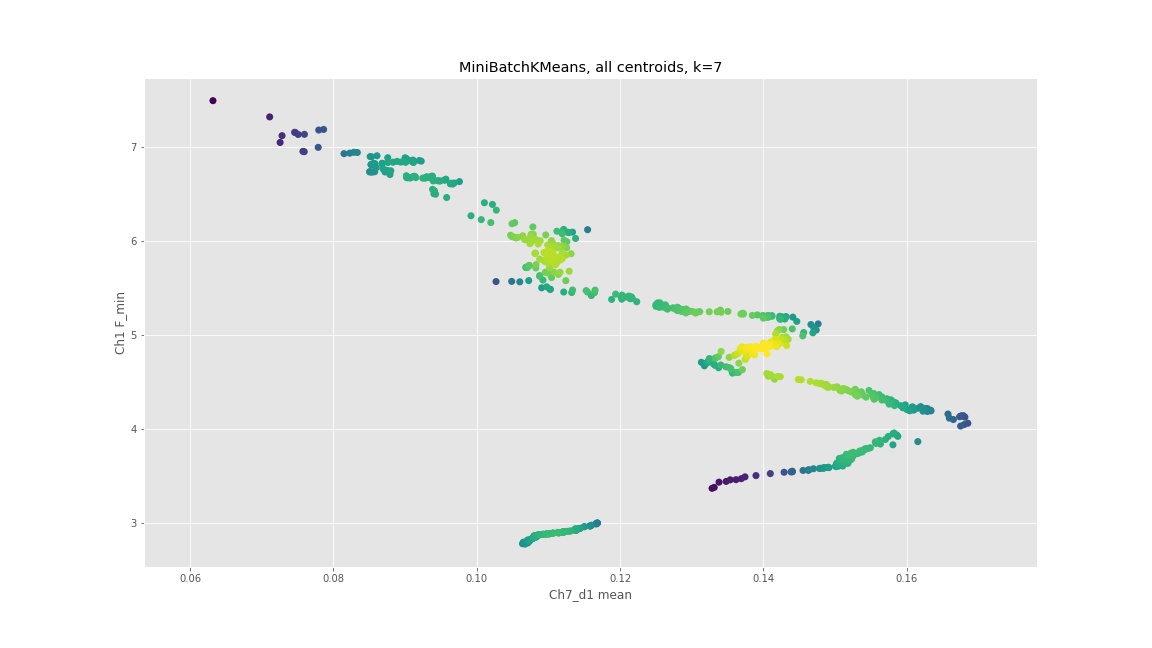 MiniBatchKMeans, all centroids, k=7
Ch1 F_min
7
6
5
4
3
0.06 0.08 0.10 0.12 0.14 0.16
Ch7_d1 mean